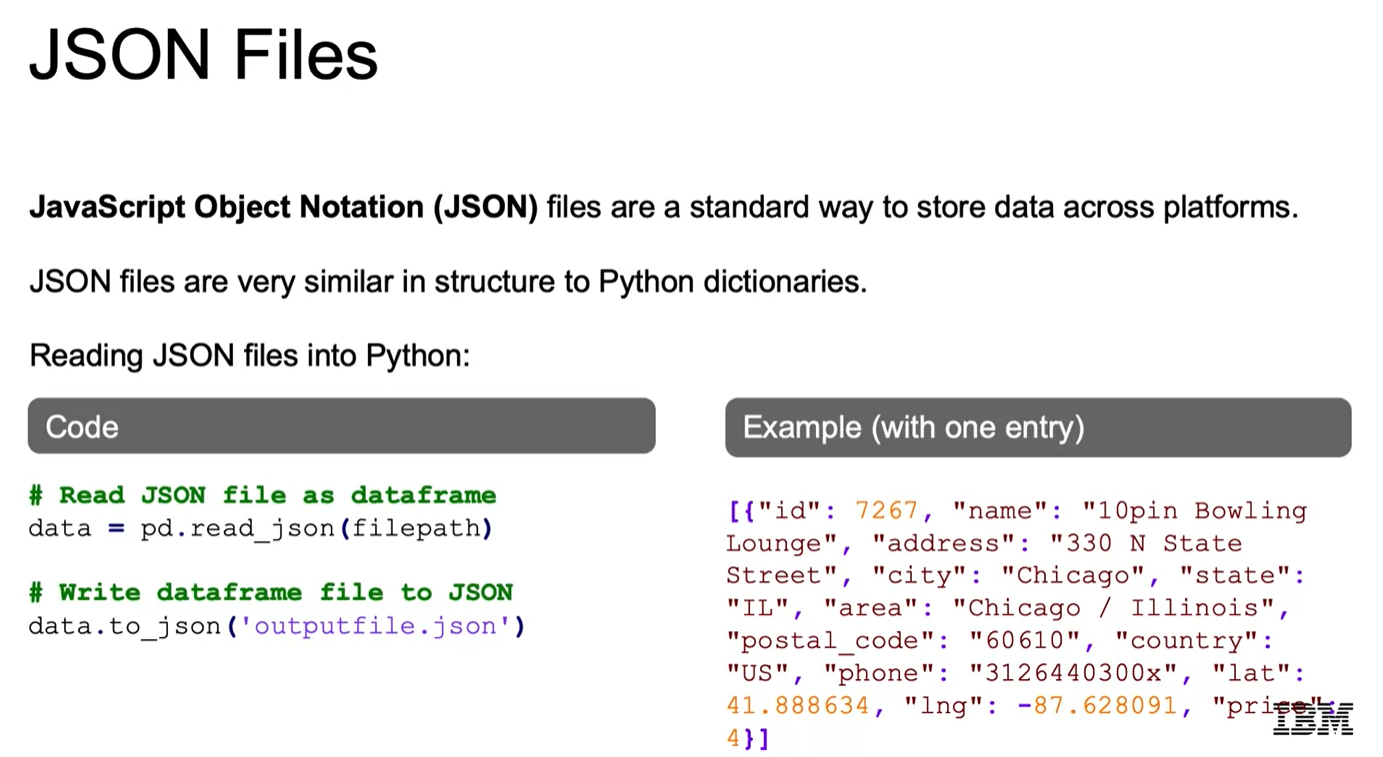 JSON Files
JavaScript Object Notation (JSON) files are a standard way to store data across platforms.
JSON files are very similar in structure to Python dictionaries.
Reading JSON files into Python:
Code
# Read JSON file as dataframe
data = pd.read_json(filepath)
# Write dataframe file to JSON
data.to_json('outputfile.json')
Example (with one entry)
[{"id": 7267, "name": "10pin Bowling
Lounge", "address": "330 N State
Street", "city": "Chicago", "state":
"IL", "area": "Chicago / Illinois",
"postal_code": "60610", "country":
"US", "phone": "3126440300x", "lat":
41.888634, "lng": -87.628091, "price":
4}]
IBM